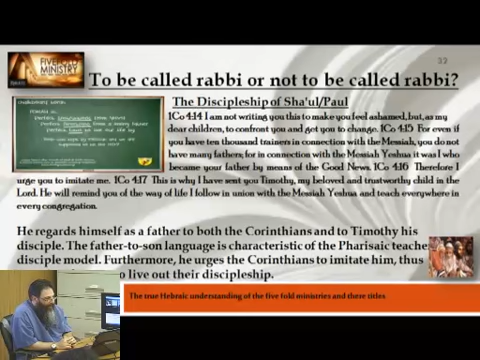 32
FIVEFOLD
MINISTRY
To be called rabbi or not to be called rabbi?
The Discipleship of Sha'ul/Paul
1Co 4:14 I am not writing you this to make you feel ashamed, but, as my
dear children, to confront you and get you to change. 1Co 4:15 For even if
you have ten thousand trainers in connection with the Messiah, you do not
have many fathers; for in connection with the Messiah Yeshua it was I who
became your father by means of the Good News. 1Co 4:16 Therefore I
urge you to imitate me. 1Co 4:17 This is why I have sent you Timothy, my beloved and trustworthy child in the
Lord. He will remind you of the way of life I follow in union with the Messiah Yeshua and teach everywhere in
every congregation.
He regards himself as a father to both the Corinthians and to Timothy his
disciple. The father-to-son language is characteristic of the Pharisaic teache
disciple model. Furthermore, he urges the Corinthians to imitate him, thus
to live out their discipleship.
The true Hebraic understanding of the five fold ministries and there titles